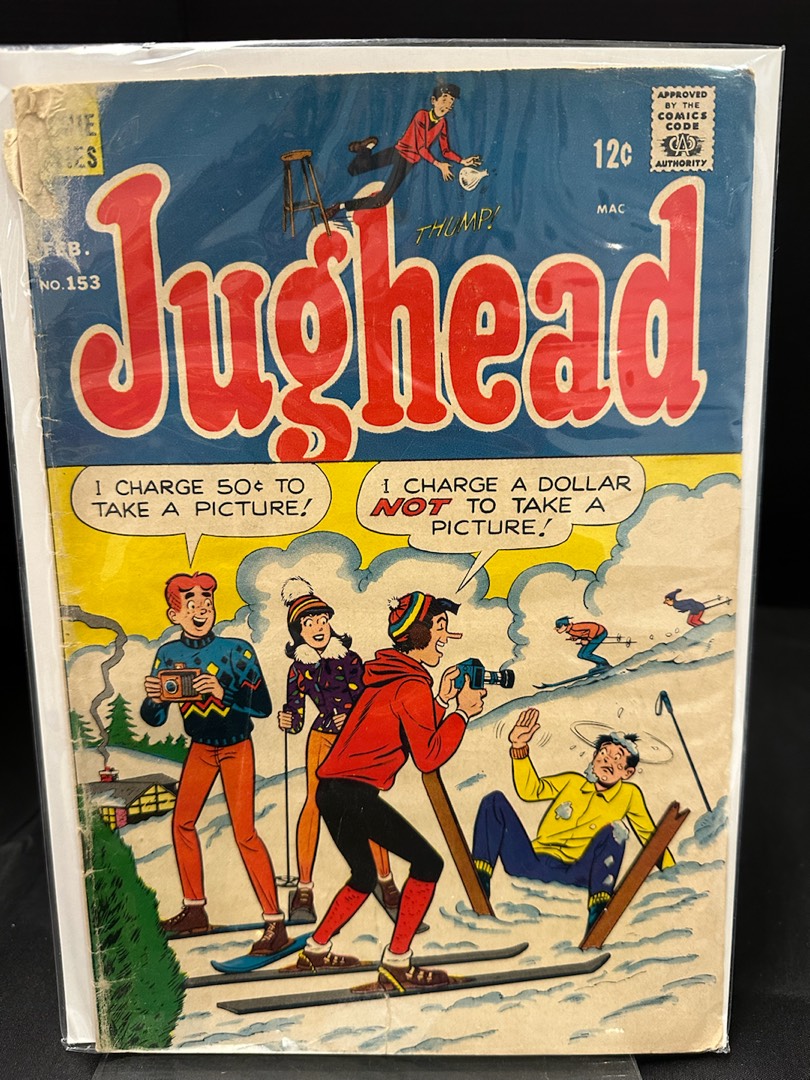 APPROVED
BY THE
COMICS
CODE
CA
AUTHORITY
12¢
MAC
THUMP!
NO. 153
Jughead
I CHARGE 50¢ TO
TAKE A PICTURE!
I CHARGE A DOLLAR
NOT TO TAKE A
PICTURE!